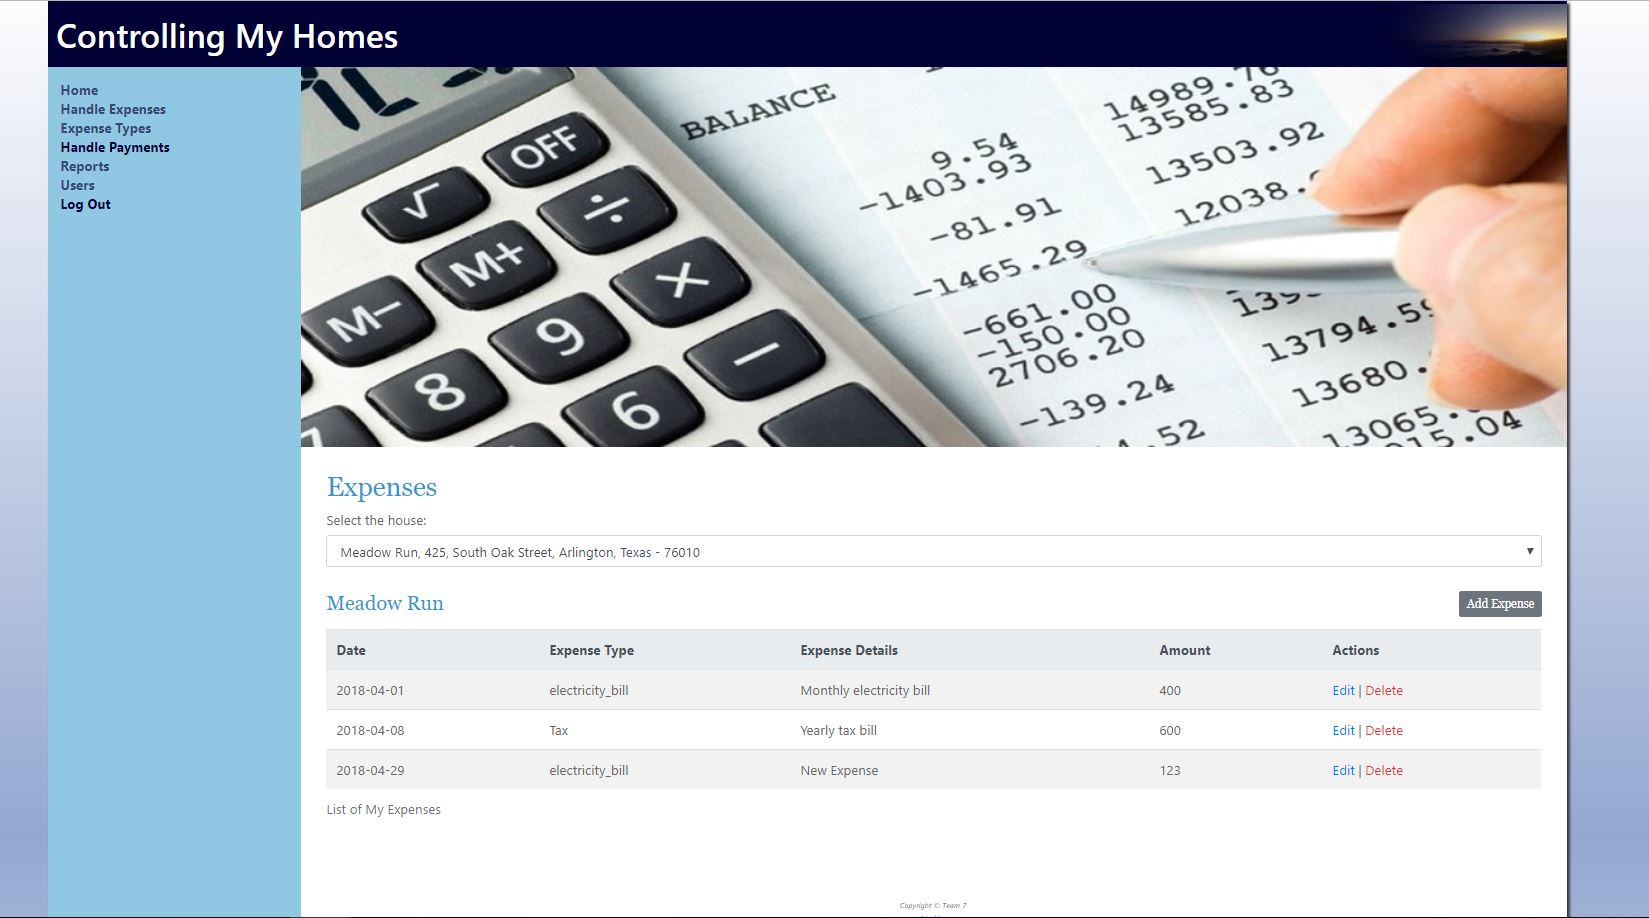 Controlling My Homes
Home
Handle Expenses
Expense Types
Handle Payments
Reports
Users
Log Out
OFF
√
÷
M+
×
M−
9
−
8
6
BALANCE
9.54
-1403.93
-81.91
-1465.29
-661.00
-150.00
2706.20
-139.24
14989.76
13585.83
13503.92
12038.
13794.59
13680.
13065.
15.04
Expenses
Select the house:
Meadow Run, 425, South Oak Street, Arlington, Texas - 76010
Meadow Run
Add Expense
Date Expense Type Expense Details Amount Actions
2018-04-01 electricity_bill Monthly electricity bill 400 Edit | Delete
2018-04-08 Tax Yearly tax bill 600 Edit | Delete
2018-04-29 electricity_bill New Expense 123 Edit | Delete
List of My Expenses
Copyright © Team 7